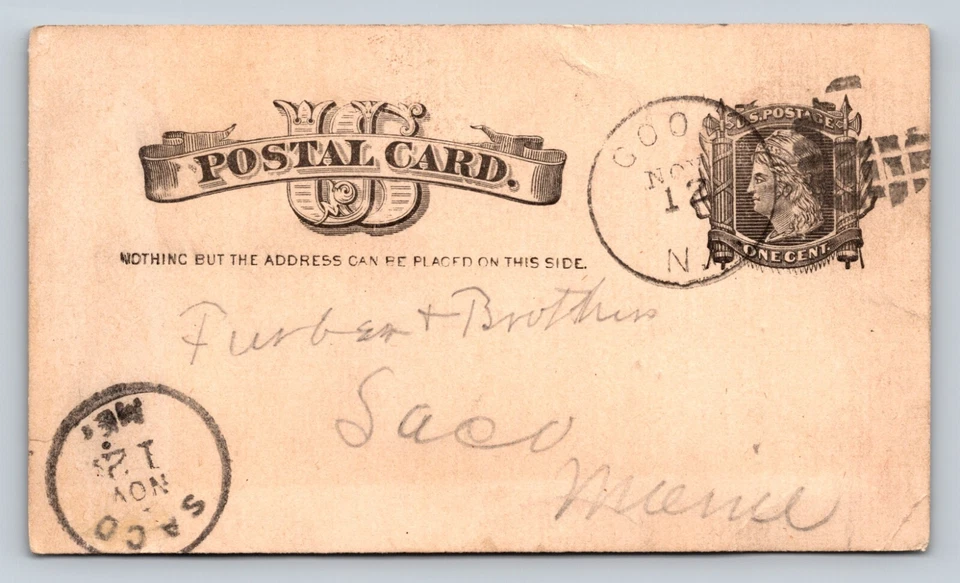 US
POSTAL CARD.
NOTHING BUT THE ADDRESS CAN BE PLACED ON THIS SIDE.
U.S. POSTAGE
ONE CENT
NOV
12
N.
Furber & Brothers
Saco
Maine
SACO
NOV
12
ME.